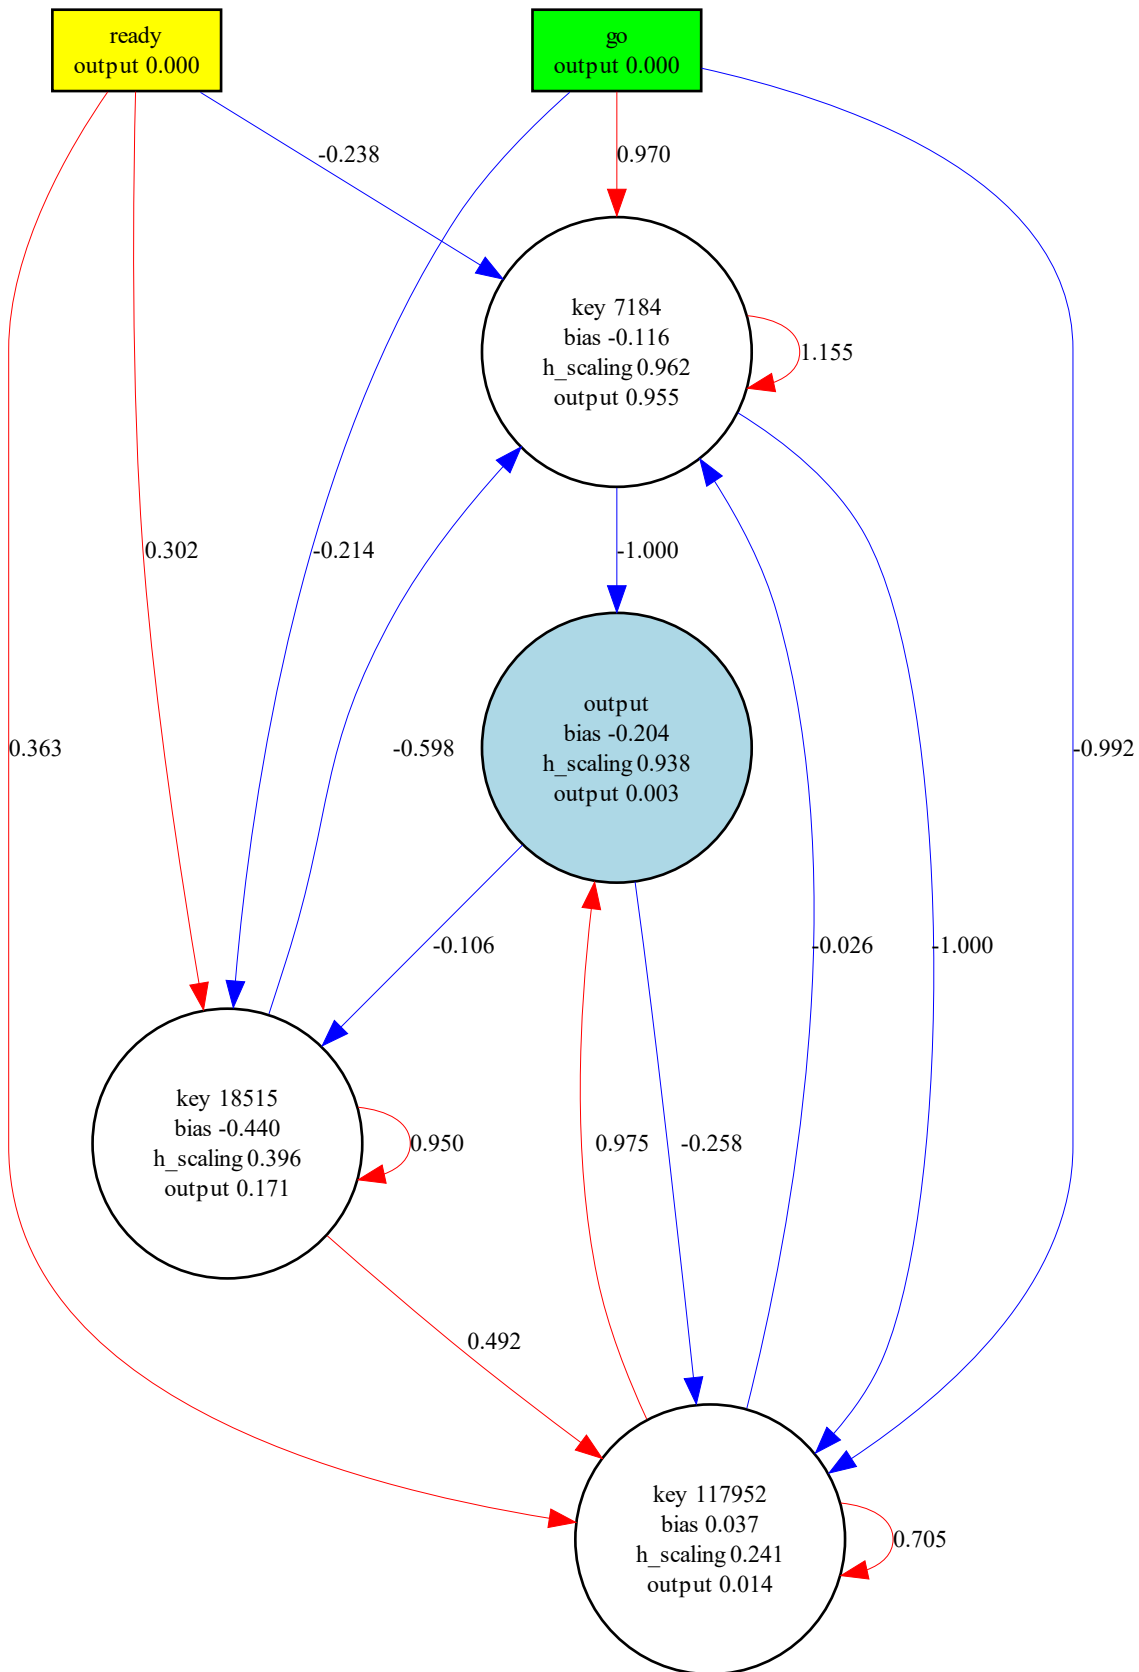 ready
output 0.000
go
output 0.000
-0.238
0.970
key 7184
bias -0.116
h_scaling 0.962
output 0.955
1.155
0.302
-0.214
-1.000
output
bias -0.204
h_scaling 0.938
output 0.003
0.363
-0.598
-0.992
-0.106
-0.026
-1.000
key 18515
bias -0.440
h_scaling 0.396
output 0.171
0.950
0.975
-0.258
0.492
key 117952
bias 0.037
h_scaling 0.241
output 0.014
0.705